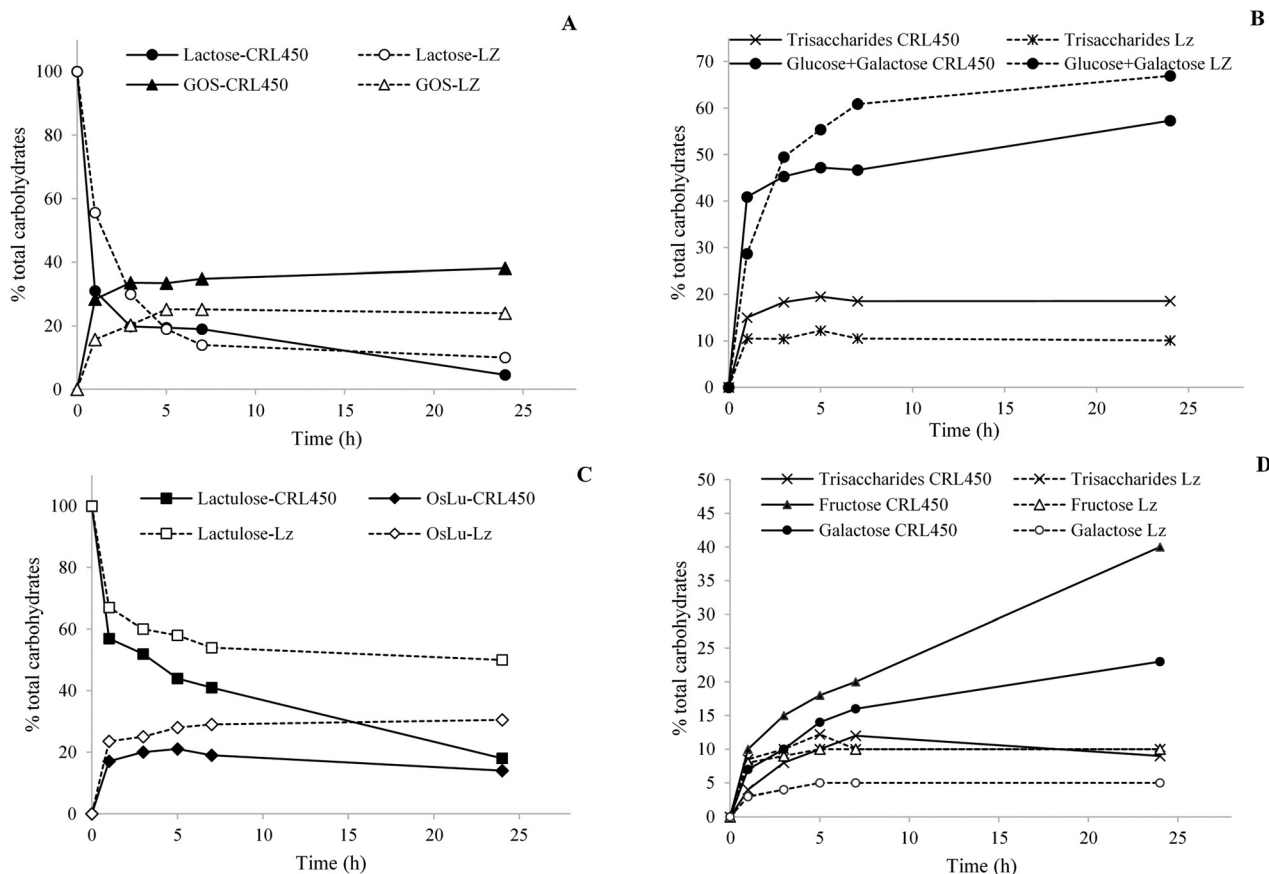 A
Lactose-CRL450
Lactose-LZ
GOS-CRL450
GOS-LZ
100
80
60
40
20
0
% total carbohydrates
0 5 10 15 20 25
Time (h)
B
Trisaccharides CRL450
Trisaccharides Lz
Glucose+Galactose CRL450
Glucose+Galactose LZ
70
60
50
40
30
20
10
0
% total carbohydrates
0 5 10 15 20 25
Time (h)
C
Lactulose-CRL450
OsLu-CRL450
Lactulose-Lz
OsLu-Lz
100
80
60
40
20
0
% total carbohydrates
0 5 10 15 20 25
Time (h)
D
Trisaccharides CRL450
Trisaccharides Lz
Fructose CRL450
Fructose Lz
Galactose CRL450
Galactose Lz
50
45
40
35
30
25
20
15
10
5
0
% total carbohydrates
0 5 10 15 20 25
Time (h)